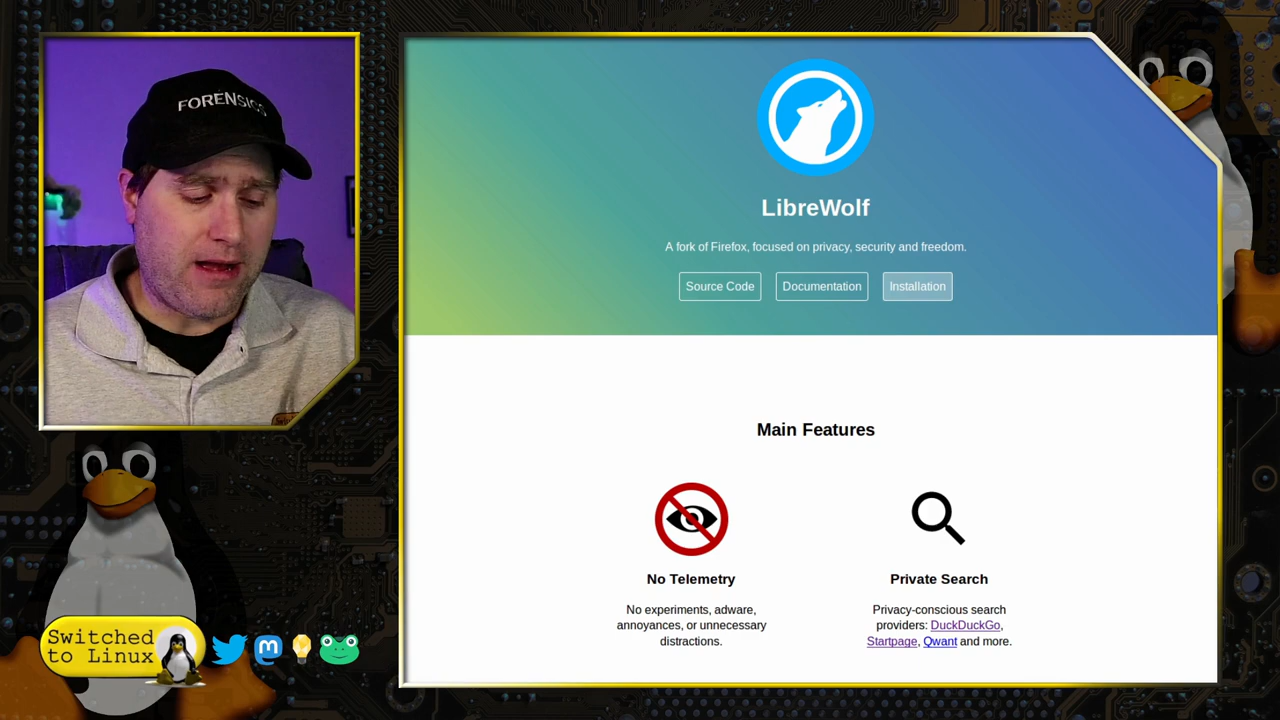 FORENSICS
LibreWolf
A fork of Firefox, focused on privacy, security and freedom.
Source Code
Documentation
Installation
Main Features
No Telemetry
No experiments, adware,
annoyances, or unnecessary
distractions.
Private Search
Privacy-conscious search
providers: DuckDuckGo,
Startpage, Qwant and more.
Switched
to Linux